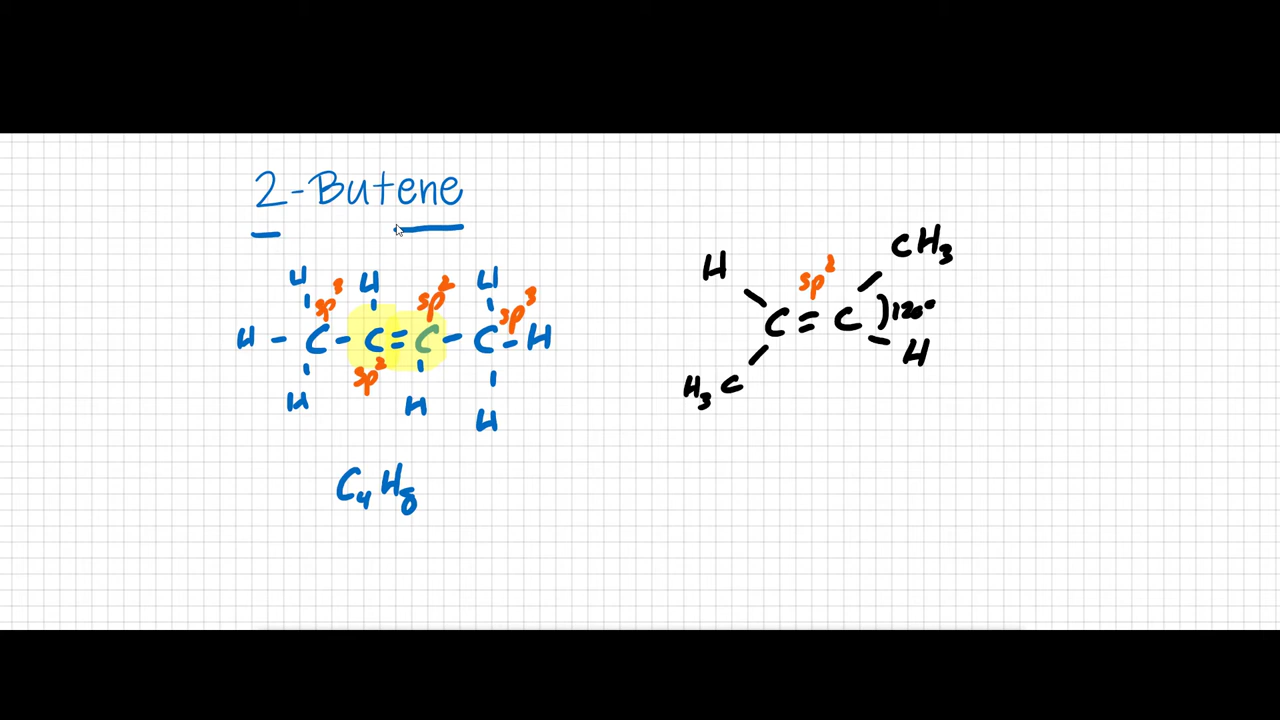 2-Butene
H H H
sp³ sp² sp³
H - C - C = C - C - H
sp²
H H H
C₄H₈
H CH₃
sp²
C = C )120°
H₃C H